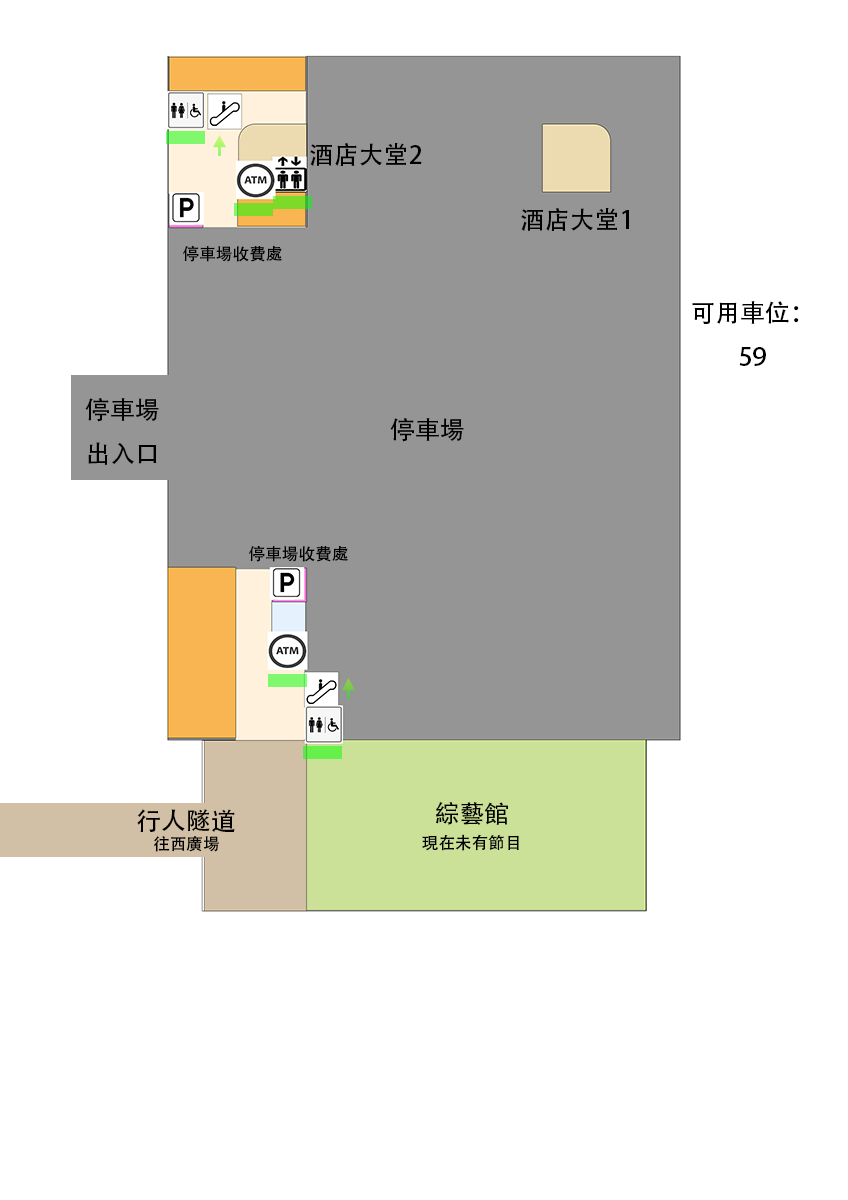 酒店大堂2
ATM
P
酒店大堂1
停車場收費處
可用車位：
59
停車場
出入口
停車場
停車場收費處
P
ATM
行人隧道
往西廣場
綜藝館
現在未有節目